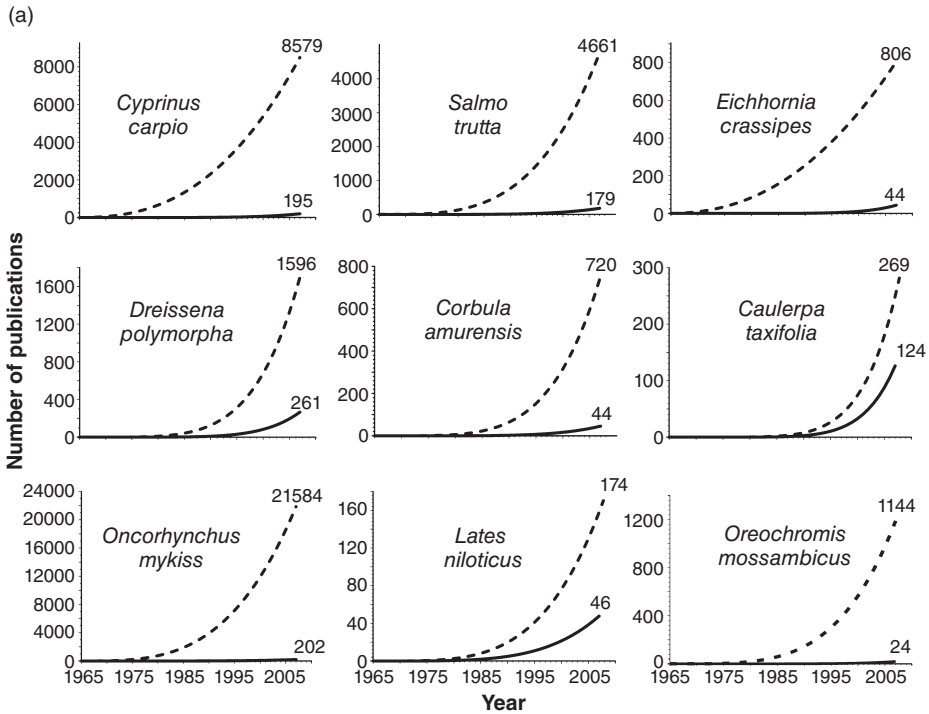 (a)
Number of publications
8579
8000
6000
4000
2000
0
Cyprinus
carpio
195
4661
4000
3000
2000
1000
0
Salmo
trutta
179
806
800
600
400
200
0
Eichhornia
crassipes
44
1596
1600
1200
800
400
0
Dreissena
polymorpha
261
720
800
600
400
200
0
Corbula
amurensis
44
269
300
200
100
0
Caulerpa
taxifolia
124
21584
24000
20000
16000
12000
8000
4000
0
Oncorhynchus
mykiss
202
1965 1975 1985 1995 2005
174
160
120
80
40
0
Lates
niloticus
46
1965 1975 1985 1995 2005
1144
1200
800
400
0
Oreochromis
mossambicus
24
1965 1975 1985 1995 2005
Year